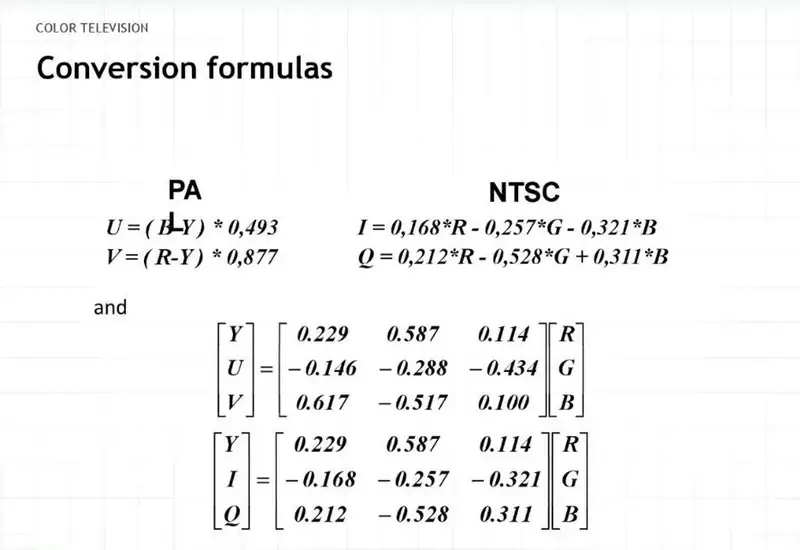 COLOR TELEVISION
Conversion formulas
PAL
NTSC
U = ( B-Y ) * 0,493
I = 0,168*R - 0,257*G - 0,321*B
V = ( R-Y ) * 0,877
Q = 0,212*R - 0,528*G + 0,311*B
and
Y 0.229 0.587 0.114 R
U = − 0.146 − 0.288 − 0.434 G
V 0.617 − 0.517 0.100 B
Y 0.229 0.587 0.114 R
I = − 0.168 − 0.257 − 0.321 G
Q 0.212 − 0.528 0.311 B